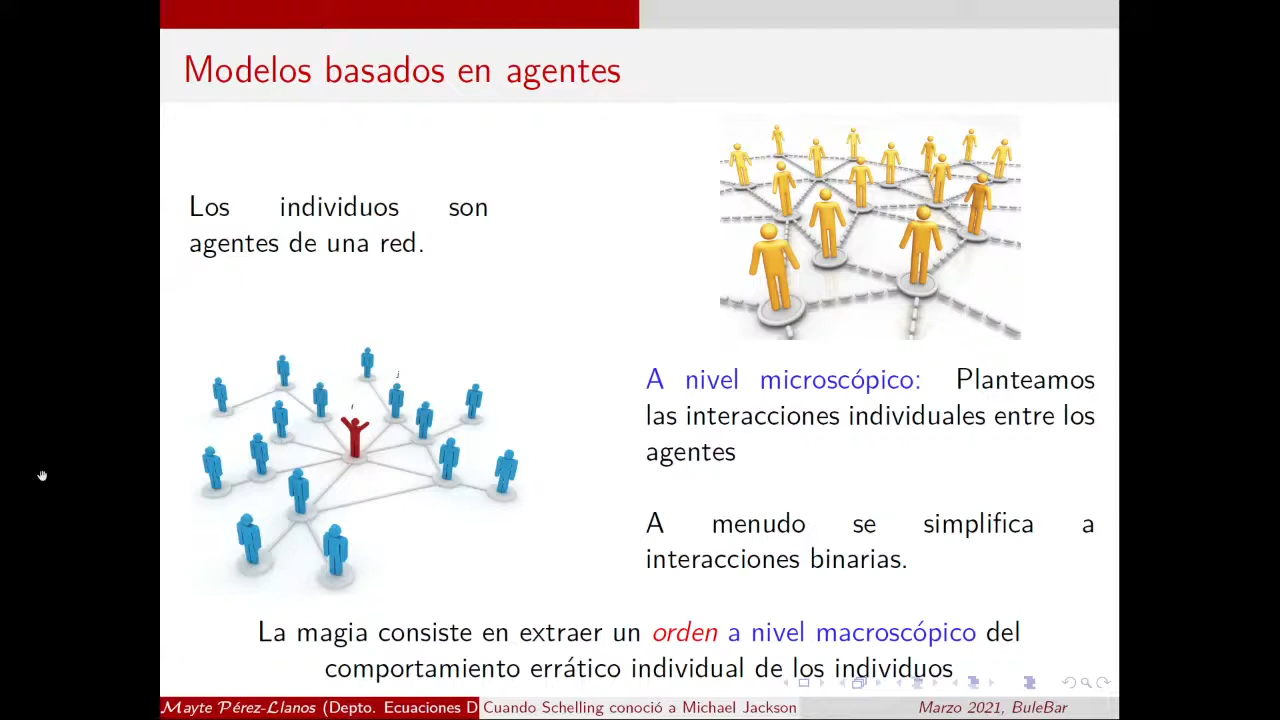 Modelos basados en agentes
Los individuos son
agentes de una red.
i
j
A nivel microscópico: Planteamos
las interacciones individuales entre los
agentes
A menudo se simplifica a
interacciones binarias.
La magia consiste en extraer un orden a nivel macroscópico del
comportamiento errático individual de los individuos
Mayte Pérez-Llanos (Depto. Ecuaciones D
Cuando Schelling conoció a Michael Jackson
Marzo 2021, BuleBar